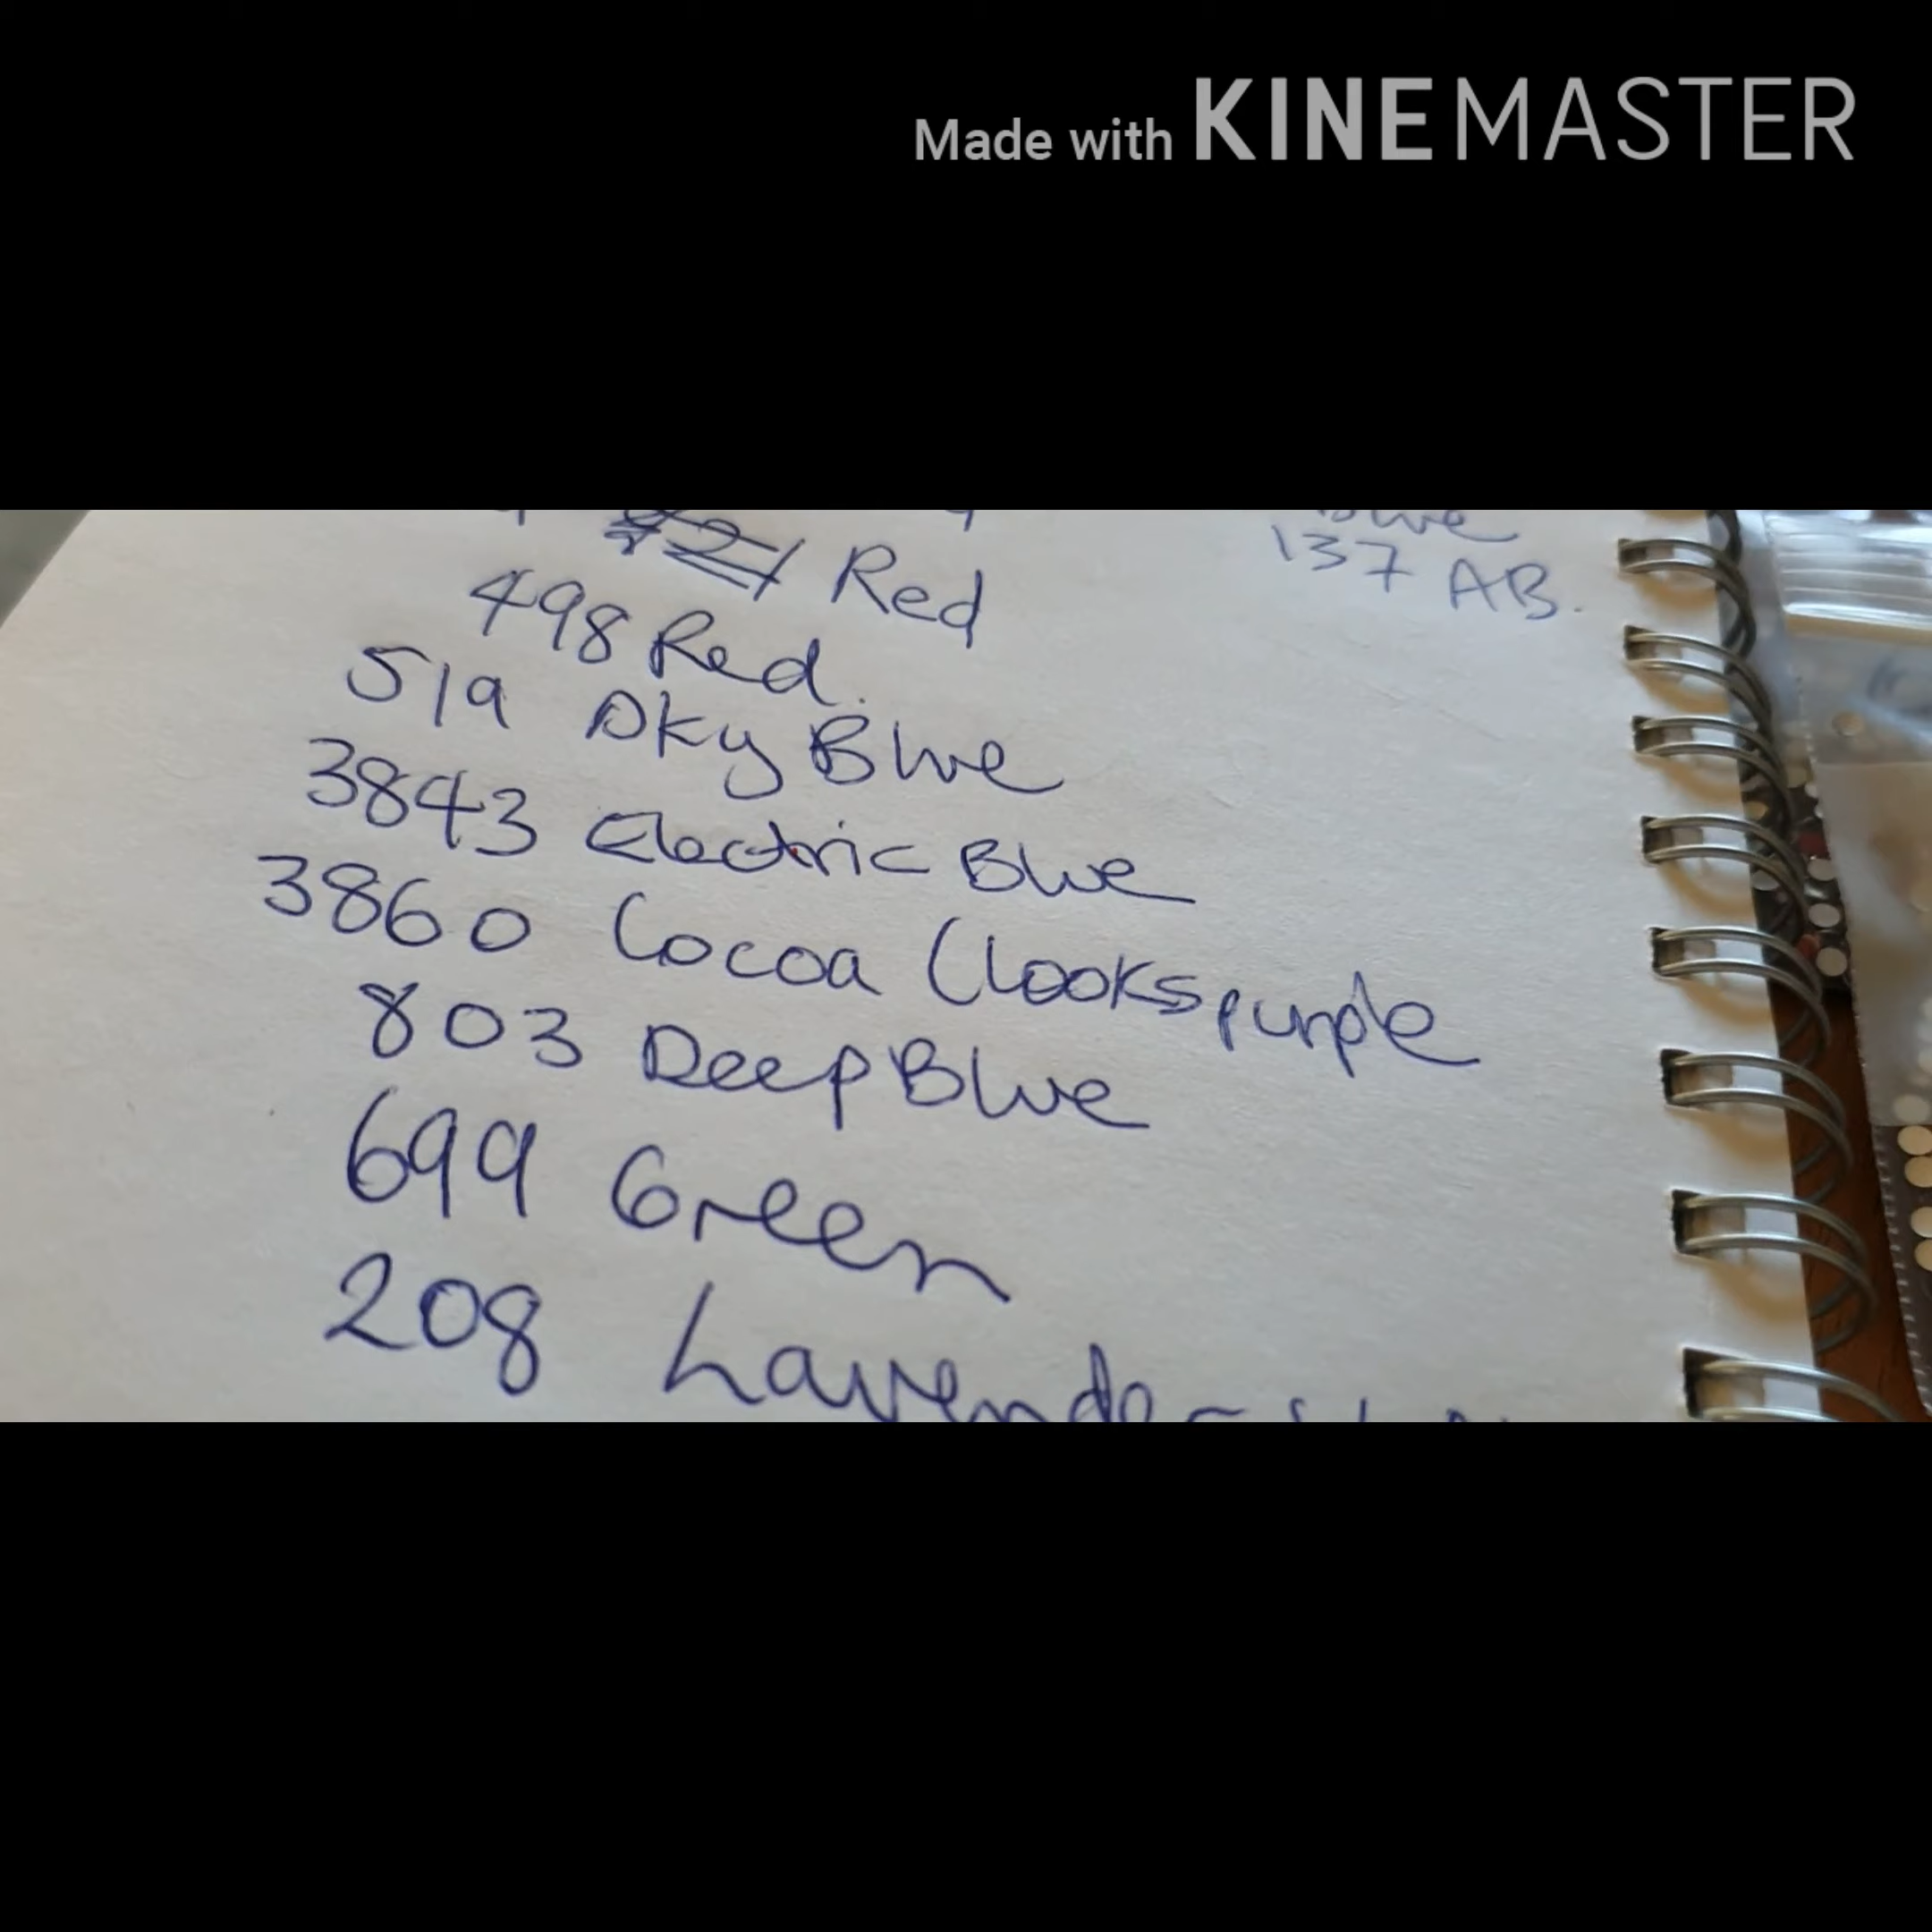 Made with KINEMASTER
Red
137 AB.
498 Red.
519 Sky Blue
3843 Electric Blue
3860 Cocoa (looks purple
803 Deep Blue
699 Green
208 Lavender